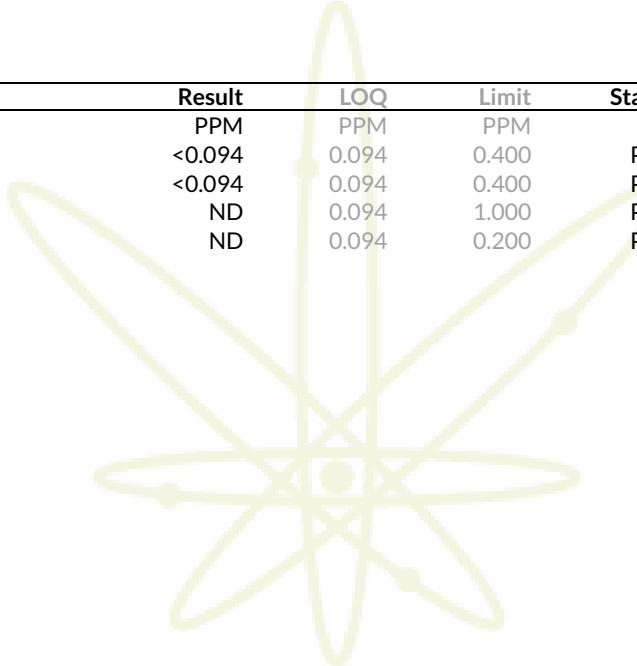 Result LOQ Limit Sta
PPM PPM PPM
<0.094 0.094 0.400 P
<0.094 0.094 0.400 P
ND 0.094 1.000 P
ND 0.094 0.200 P